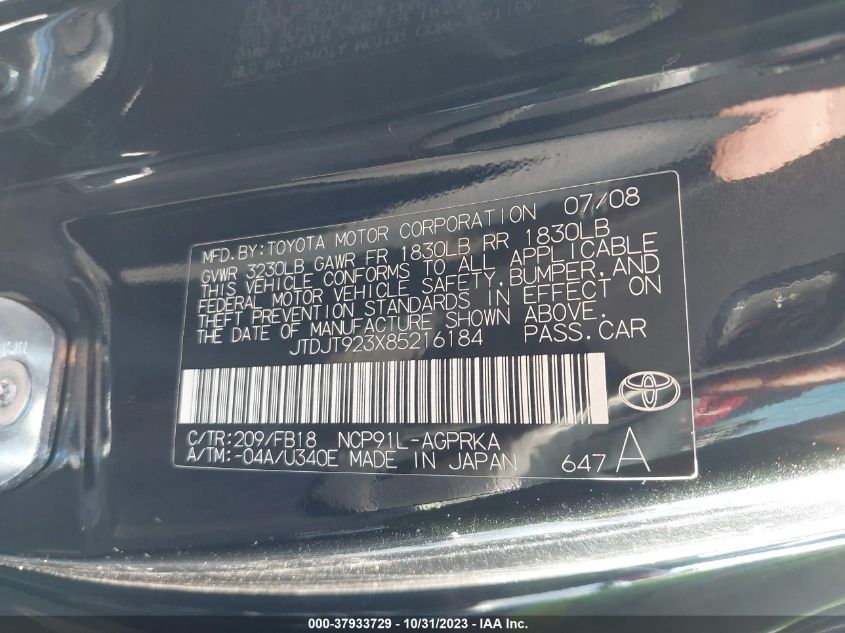 MFD.BY:TOYOTA MOTOR CORPORATION 07/08
GVWR 3230LB GAWR FR 1830LB RR 1830LB
THIS VEHICLE CONFORMS TO ALL APPLICABLE
FEDERAL MOTOR VEHICLE SAFETY,BUMPER,AND
THEFT PREVENTION STANDARDS IN EFFECT ON
THE DATE OF MANUFACTURE SHOWN ABOVE.
JTDJT923X85216184 PASS.CAR
C/TR:209/FB18 NCP91L-AGPRKA
A/TM:-04A/U340E MADE IN JAPAN 647 A
000-37933729 - 10/31/2023 - IAA Inc.